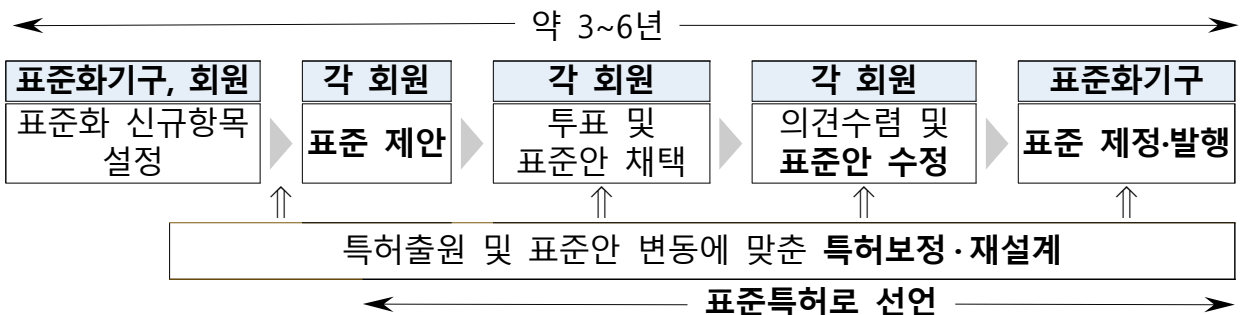 약 3~6년
표준화기구, 회원
표준화 신규항목
설정
각 회원
표준 제안
각 회원
투표 및
표준안 채택
각 회원
의견수렴 및
표준안 수정
표준화기구
표준 제정·발행
특허출원 및 표준안 변동에 맞춘 특허보정·재설계
표준특허로 선언